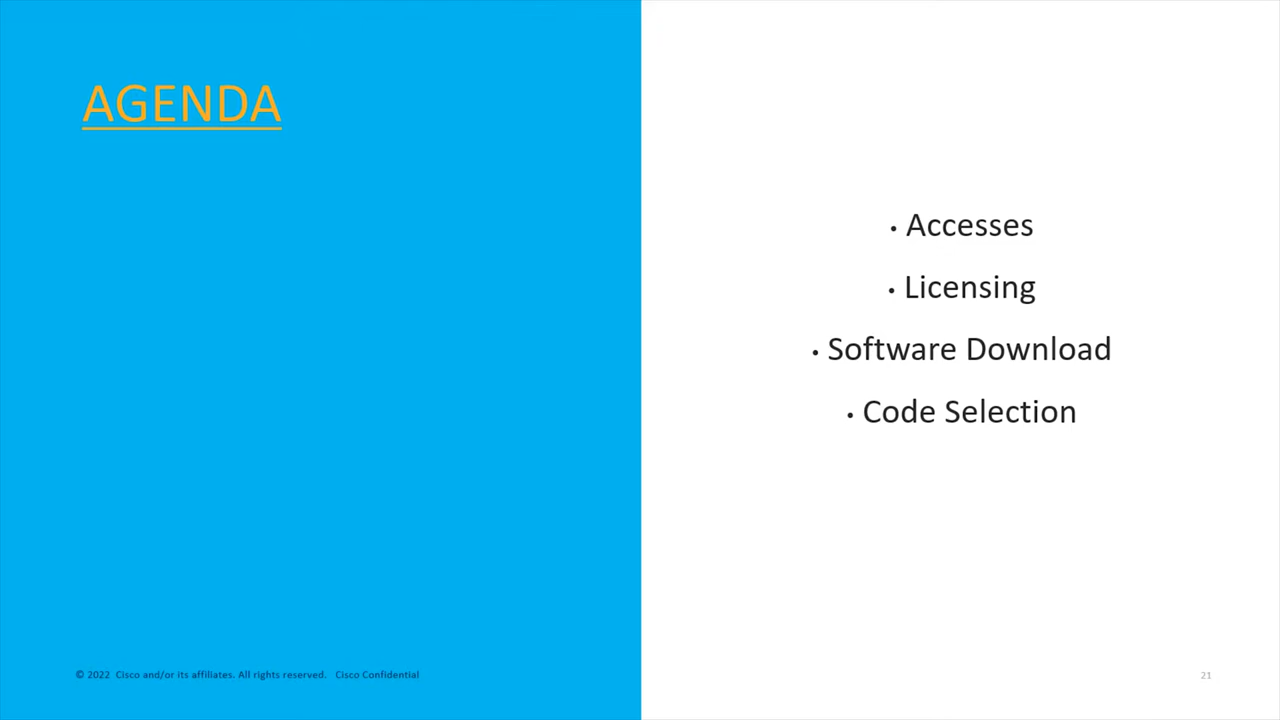 AGENDA
• Accesses
• Licensing
• Software Download
• Code Selection
© 2022 Cisco and/or its affiliates. All rights reserved. Cisco Confidential
21